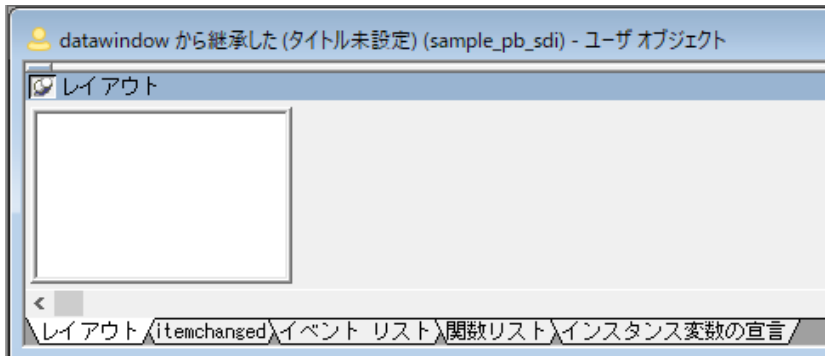 datawindow から継承した (タイトル未設定) (sample_pb_sdi) - ユーザ オブジェクト
レイアウト
レイアウト itemchanged イベント リスト 関数リスト インスタンス変数の宣言